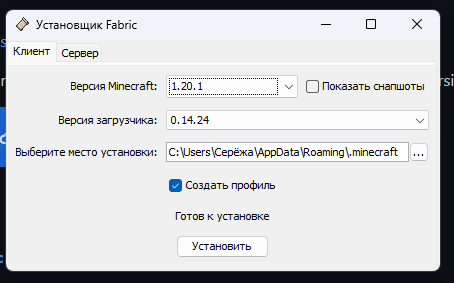 Установщик Fabric
Клиент Сервер
Версия Minecraft: 1.20.1 Показать снапшоты
Версия загрузчика: 0.14.24
Выберите место установки: C:\Users\Серёжа\AppData\Roaming\.minecraft ...
Создать профиль
Готов к установке
Установить